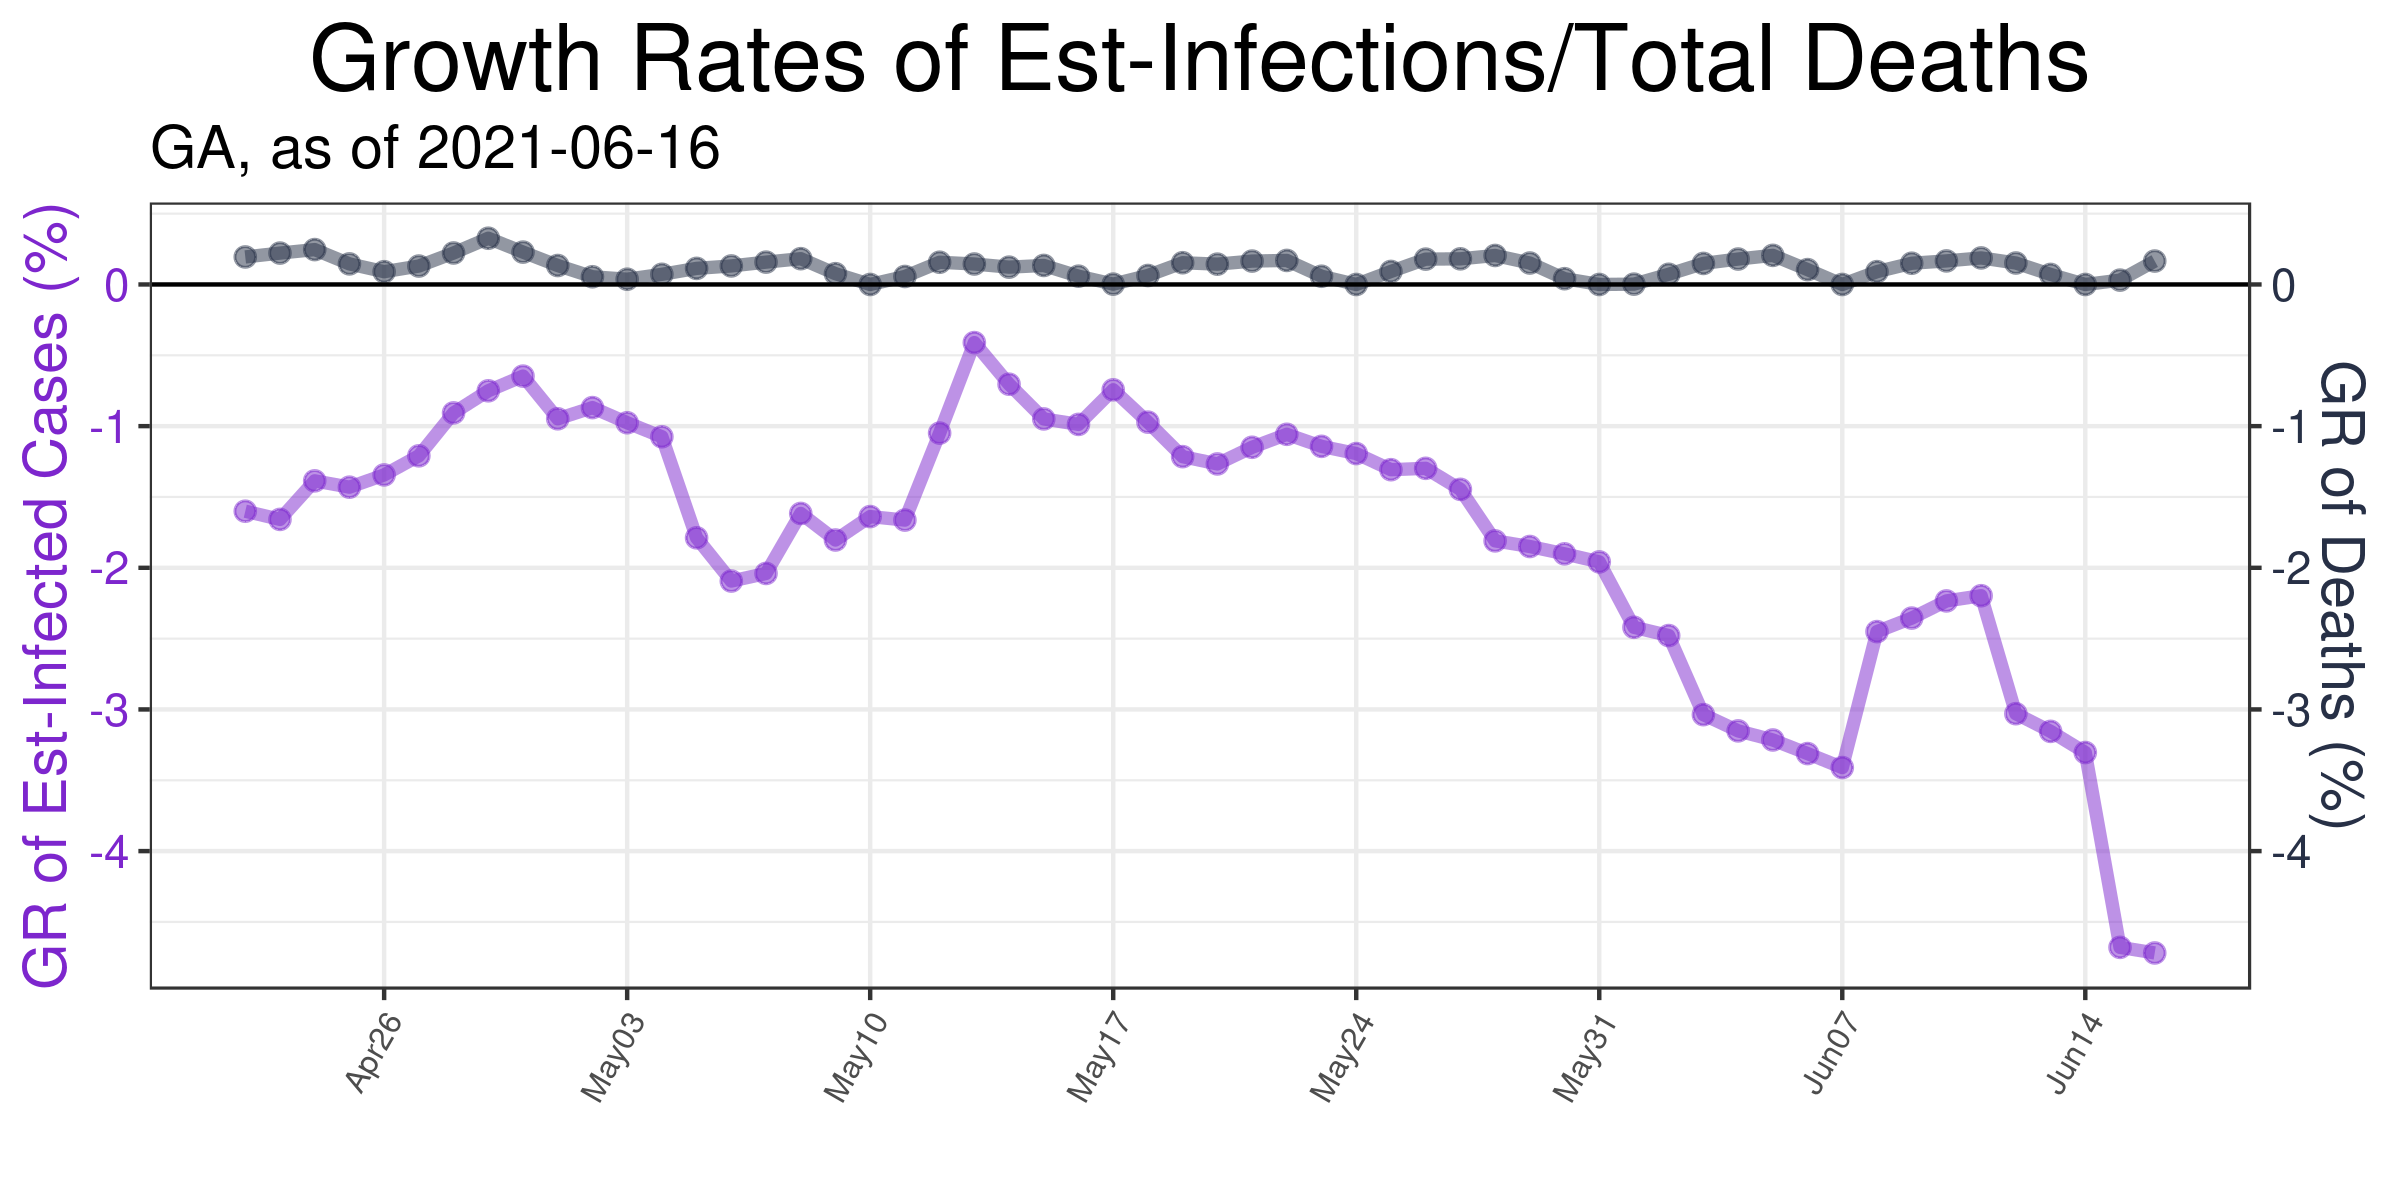 Growth Rates of Est-Infections/Total Deaths
GA, as of 2021-06-16
GR of Est-Infected Cases (%)
0
-1
-2
-3
-4
0
-1
-2
-3
-4
GR of Deaths (%)
Apr26
May03
May10
May17
May24
May31
Jun07
Jun14